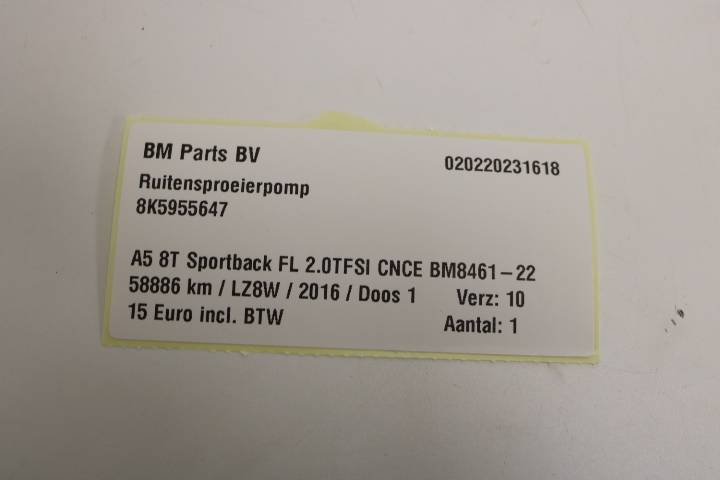 BM Parts BV 020220231618
Ruitensproeierpomp
8K5955647
A5 8T Sportback FL 2.0TFSI CNCE BM8461-22
58886 km / LZ8W / 2016 / Doos 1 Verz: 10
15 Euro incl. BTW Aantal: 1